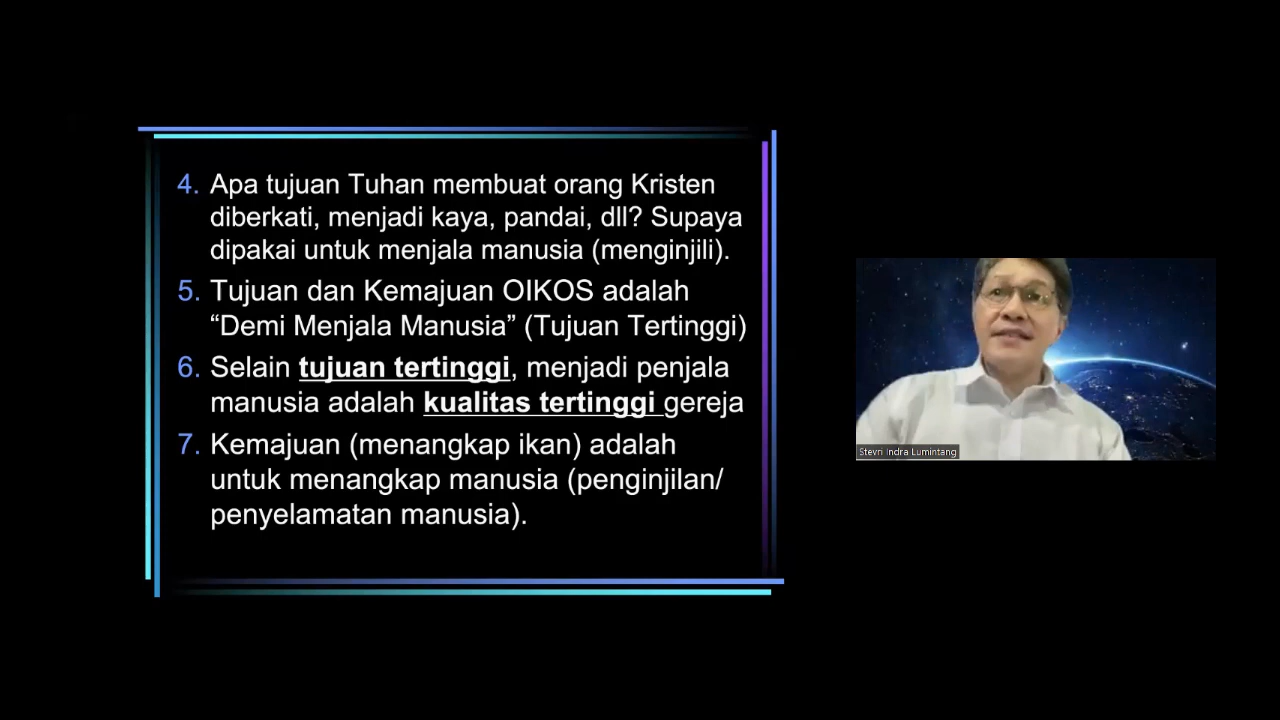 4. Apa tujuan Tuhan membuat orang Kristen
diberkati, menjadi kaya, pandai, dll? Supaya
dipakai untuk menjala manusia (menginjili).
5. Tujuan dan Kemajuan OIKOS adalah
“Demi Menjala Manusia” (Tujuan Tertinggi)
6. Selain tujuan tertinggi, menjadi penjala
manusia adalah kualitas tertinggi gereja
7. Kemajuan (menangkap ikan) adalah
untuk menangkap manusia (penginjilan/
penyelamatan manusia).
Stevri Indra Lumintang